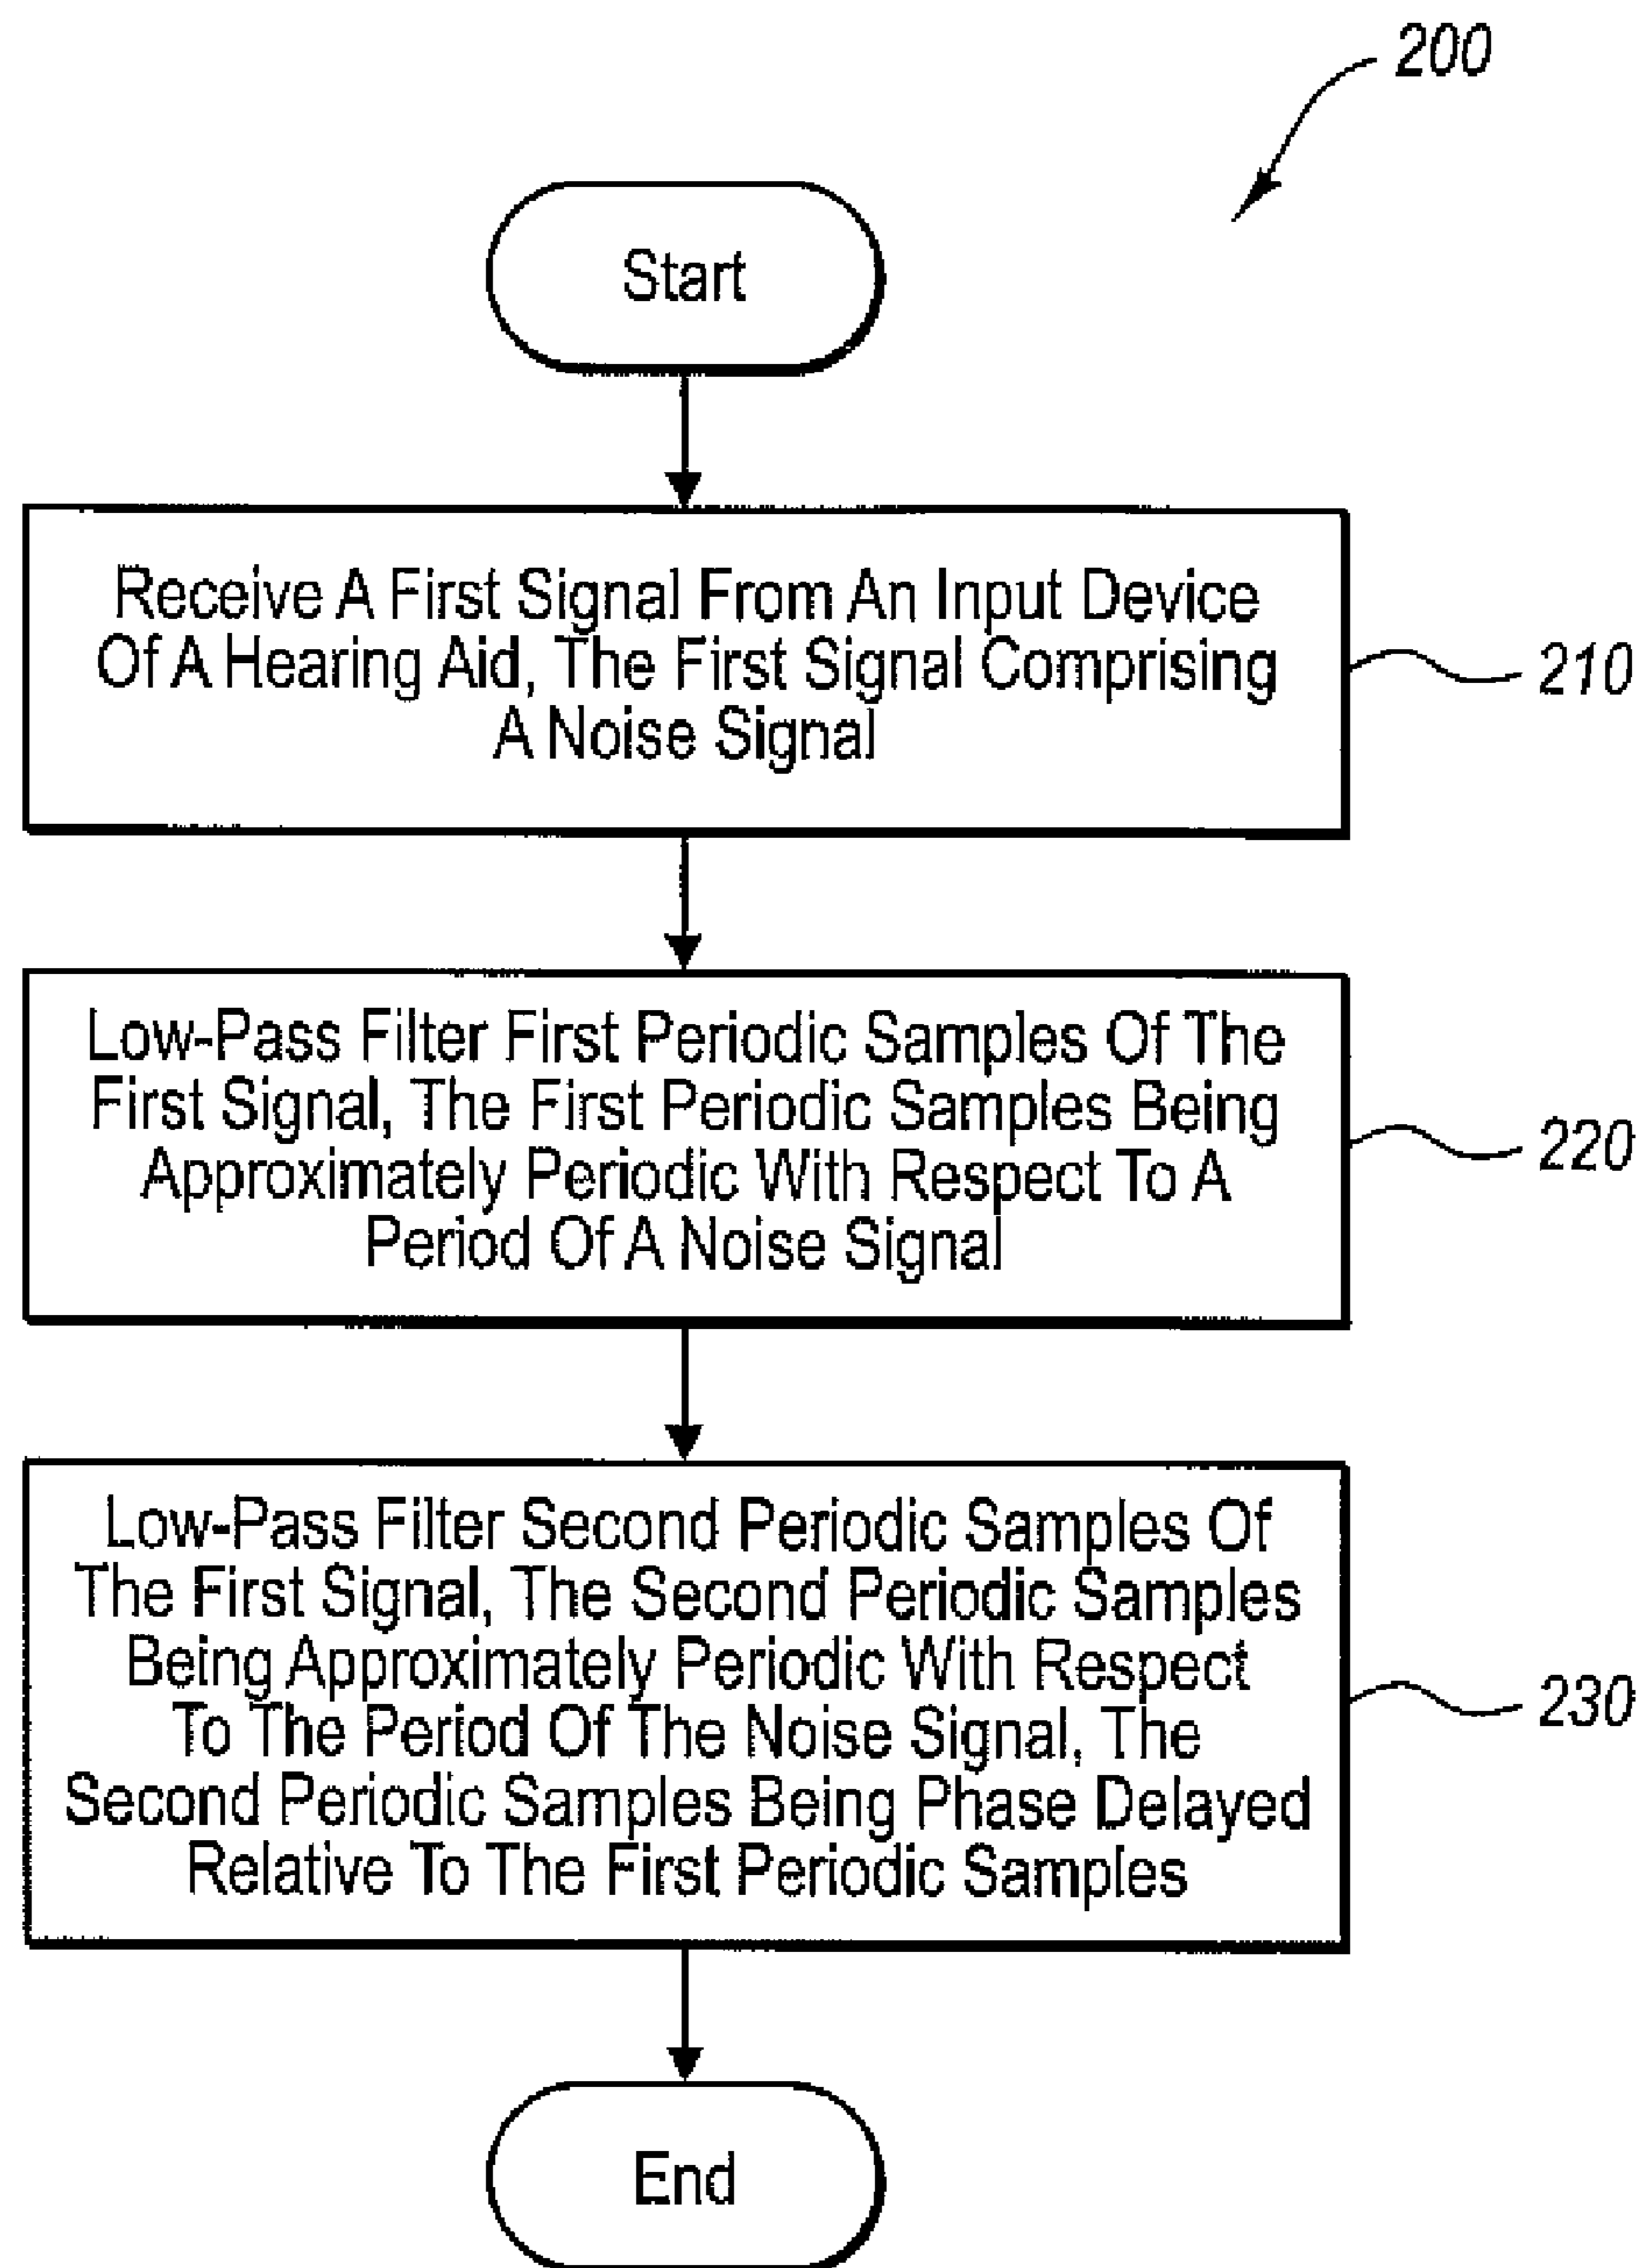 200
Start
Receive A First Signal From An Input Device
Of A Hearing Aid, The First Signal Comprising
A Noise Signal
210
Low-Pass Filter First Periodic Samples Of The
First Signal, The First Periodic Samples Being
Approximately Periodic With Respect To A
Period Of A Noise Signal
220
Low-Pass Filter Second Periodic Samples Of
The First Signal, The Second Periodic Samples
Being Approximately Periodic With Respect
To The Period Of The Noise Signal, The
Second Periodic Samples Being Phase Delayed
Relative To The First Periodic Samples
230
End